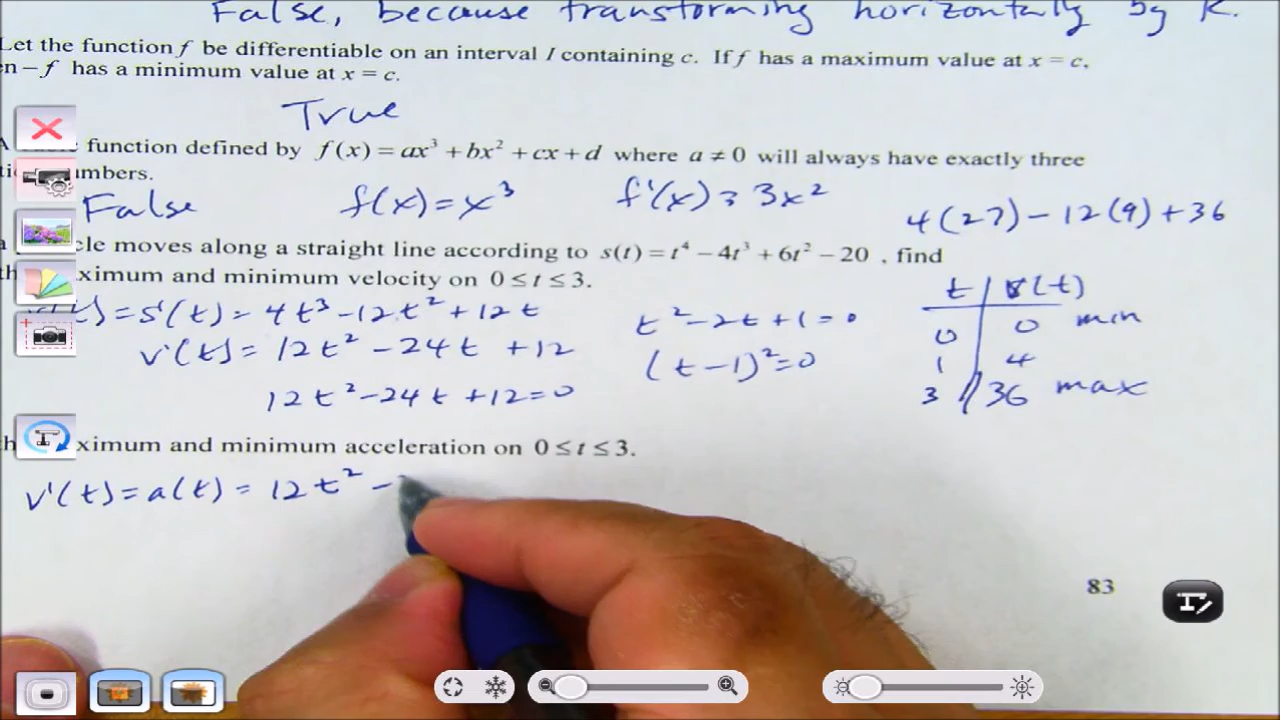 False, because transforming horizontally by K.
Let the function f be differentiable on an interval I containing c. If f has a maximum value at x = c,
−f has a minimum value at x = c.
True
function defined by f(x) = ax³ + bx² + cx + d where a ≠ 0 will always have exactly three
umbers.
False f(x) = x³ f'(x) = 3x²
4(27) − 12(9) + 36
moves along a straight line according to s(t) = t⁴ − 4t³ + 6t² − 20 , find
ximum and minimum velocity on 0 ≤ t ≤ 3.
= s'(t) = 4t³ − 12t² + 12t
v'(t) = 12t² − 24t + 12
12t² − 24t + 12 = 0
t² − 2t + 1 = 0
(t − 1)² = 0
t v(t)
0 0 min
1 4
3 36 max
ximum and minimum acceleration on 0 ≤ t ≤ 3.
v'(t) = a(t) = 12t² −
83